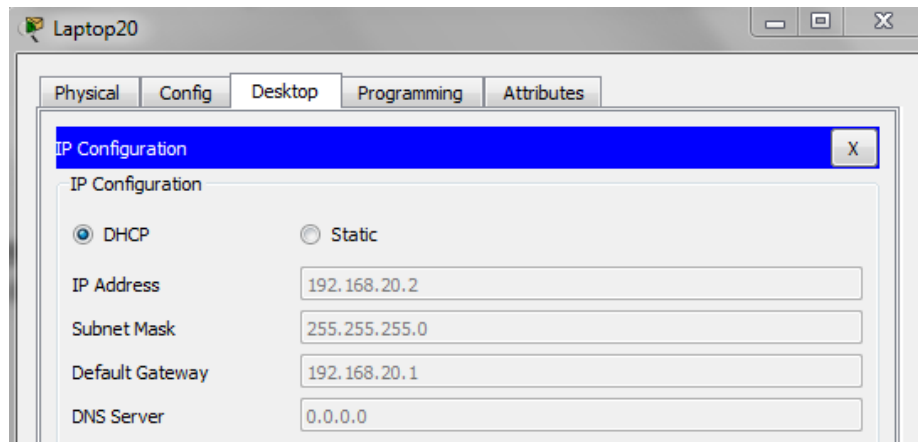 Laptop20
Physical Config Desktop Programming Attributes
IP Configuration X
IP Configuration
DHCP Static
IP Address 192.168.20.2
Subnet Mask 255.255.255.0
Default Gateway 192.168.20.1
DNS Server 0.0.0.0